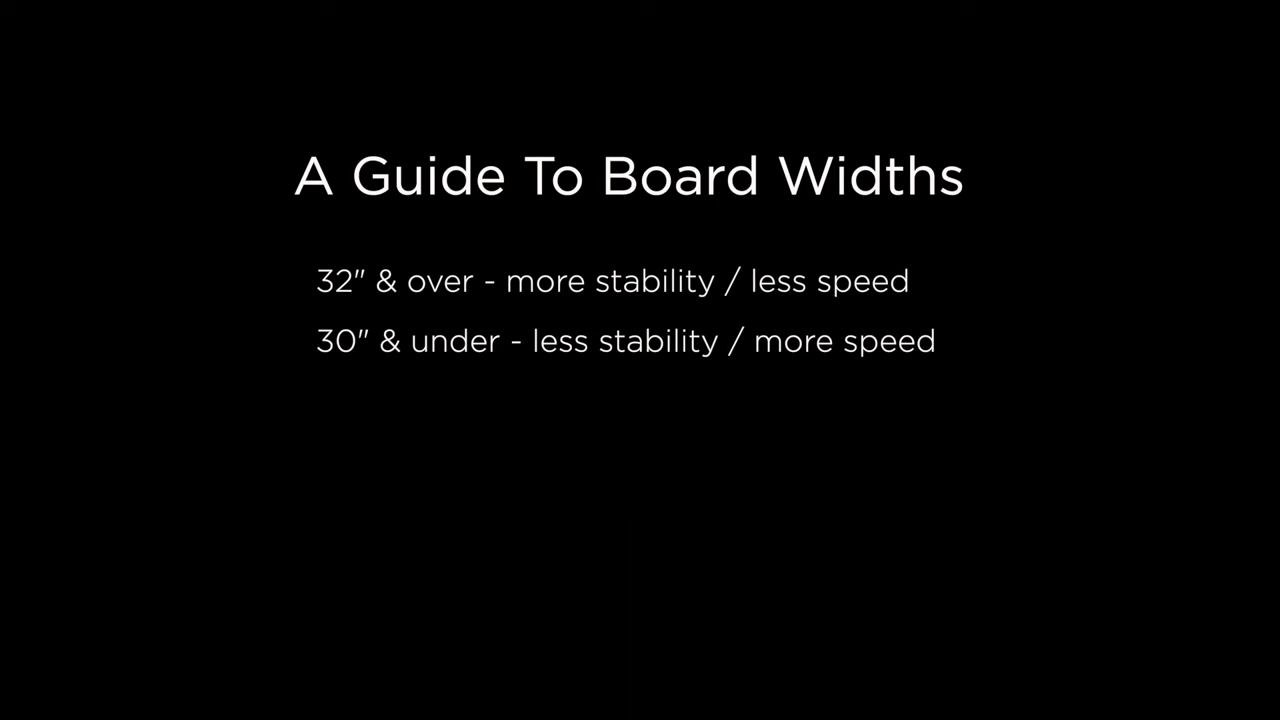 A Guide To Board Widths
32" & over - more stability / less speed
30" & under - less stability / more speed